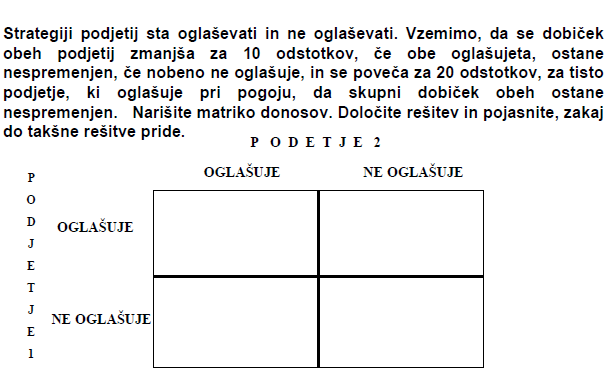 Strategiji podjetij sta oglaševati in ne oglaševati. Vzemimo, da se dobiček
obeh podjetij zmanjša za 10 odstotkov, če obe oglašujeta, ostane
nespremenjen, če nobeno ne oglašuje, in se poveča za 20 odstotkov, za tisto
podjetje, ki oglašuje pri pogoju, da skupni dobiček obeh ostane
nespremenjen. Narišite matriko donosov. Določite rešitev in pojasnite, zakaj
do takšne rešitve pride.
P O D E T J E 2
OGLAŠUJE NE OGLAŠUJE
P
O
D
J
E
T
J
E
1
OGLAŠUJE
NE OGLAŠUJE